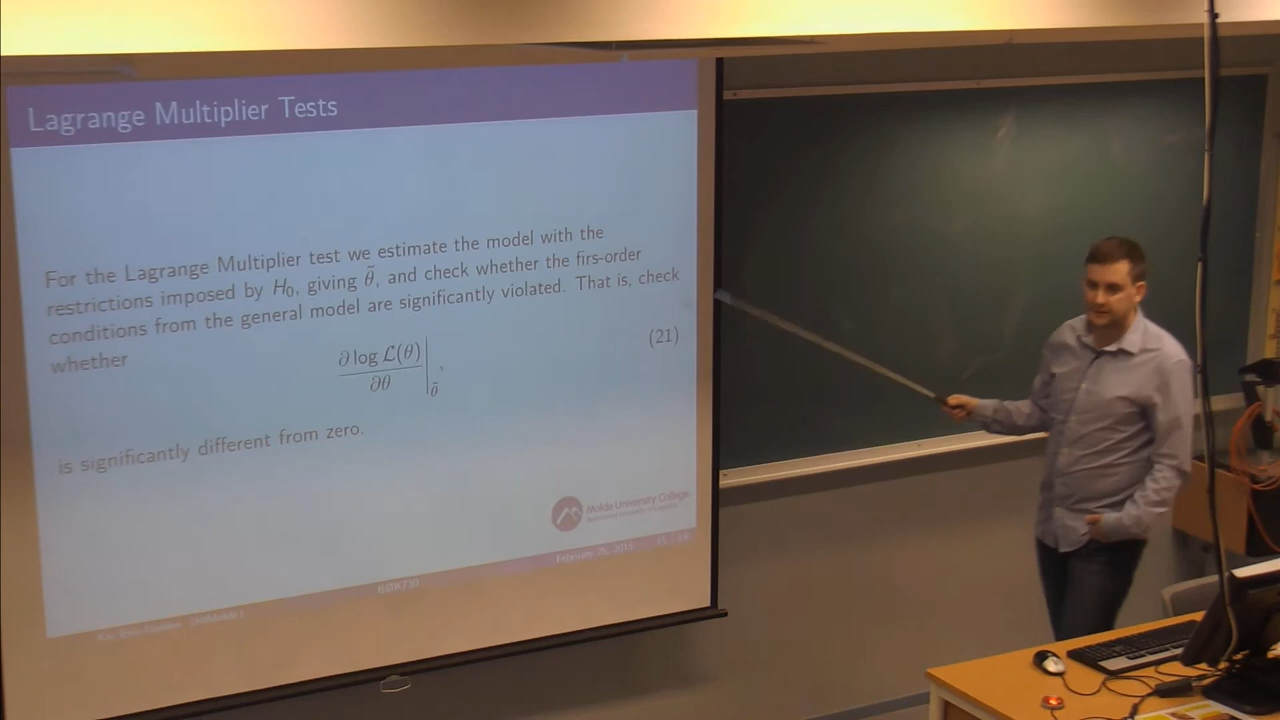 Lagrange Multiplier Tests
For the Lagrange Multiplier test we estimate the model with the
restrictions imposed by H₀, giving θ̃, and check whether the firs-order
conditions from the general model are significantly violated. That is, check
whether
∂ log ℒ(θ)
∂θ
|θ̃ , (21)
is significantly different from zero.
Molde University College
February 25, 2015